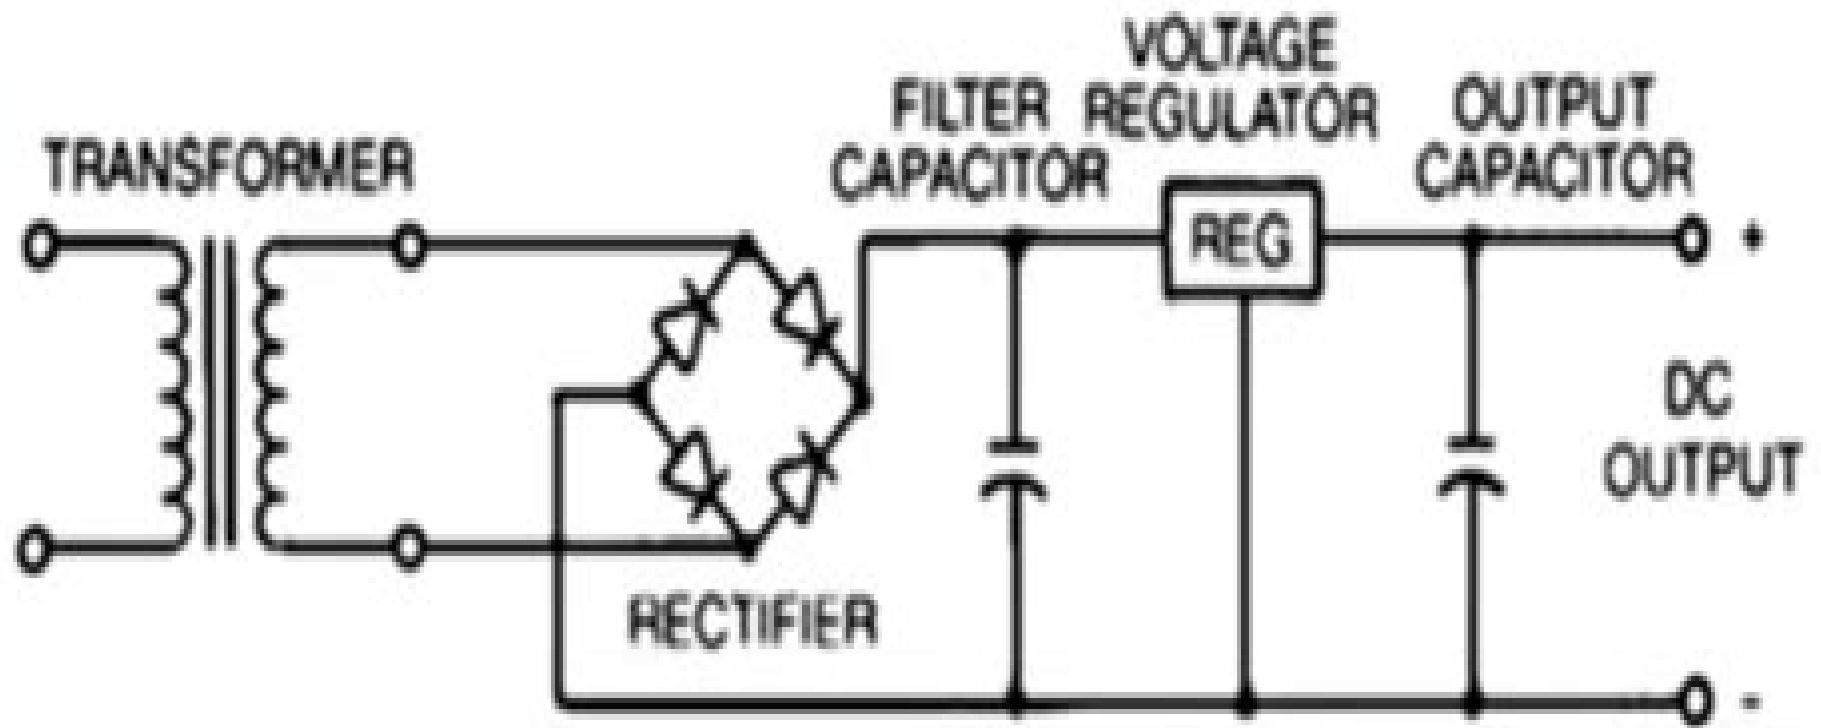 TRANSFORMER
FILTER
CAPACITOR
VOLTAGE
REGULATOR
OUTPUT
CAPACITOR
REG
+
DC
OUTPUT
RECTIFIER
-